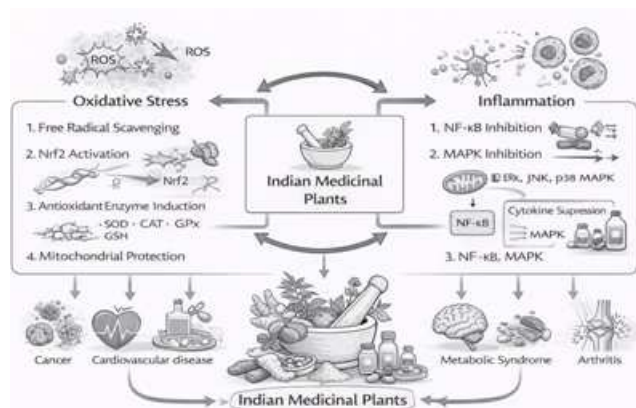 ROS
ROS
Oxidative Stress
1. Free Radical Scavenging
2. Nrf2 Activation
Nrf2
3. Antioxidant Enzyme Induction
SOD · CAT · GPx
GSH
4. Mitochondrial Protection
Indian Medicinal
Plants
Inflammation
1. NF-κB Inhibition
2. MAPK Inhibition
JNK, p38 MAPK
NF-κB
Cytokine Supression
MAPK
3. NF-κB, MAPK
Cancer
Cardiovascular disease
Metabolic Syndrome
Arthritis
Indian Medicinal Plants